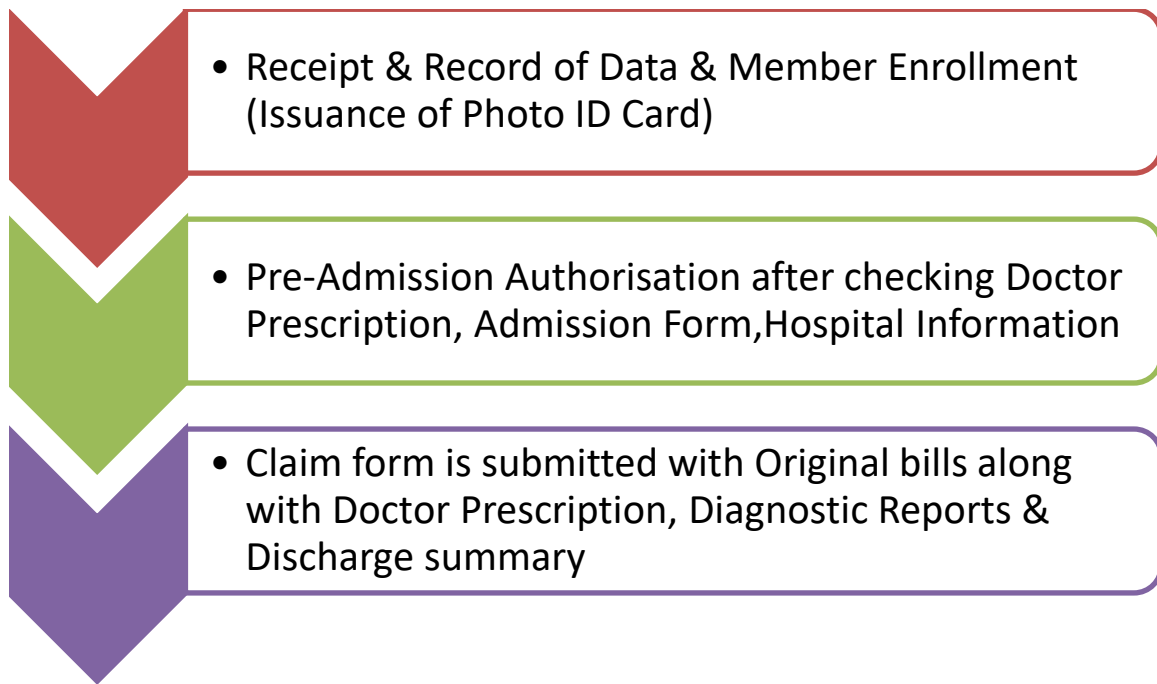 • Receipt & Record of Data & Member Enrollment
(Issuance of Photo ID Card)
• Pre-Admission Authorisation after checking Doctor
Prescription, Admission Form,Hospital Information
• Claim form is submitted with Original bills along
with Doctor Prescription, Diagnostic Reports &
Discharge summary